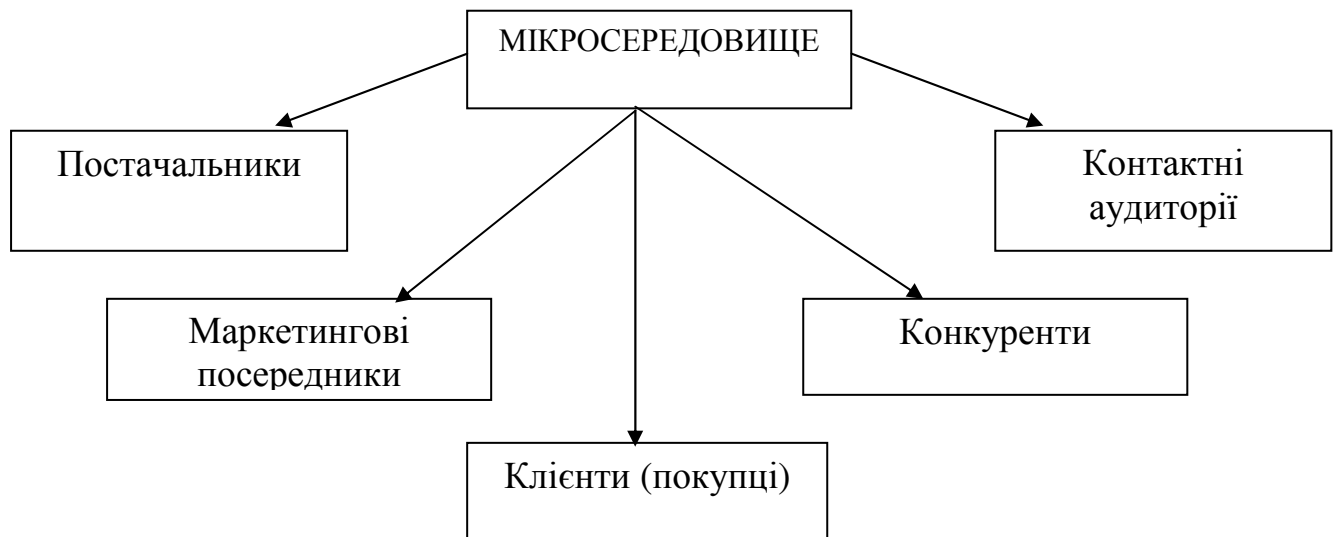 МІКРОСЕРЕДОВИЩЕ
Постачальники
Контактні
аудиторії
Маркетингові
посередники
Конкуренти
Клієнти (покупці)